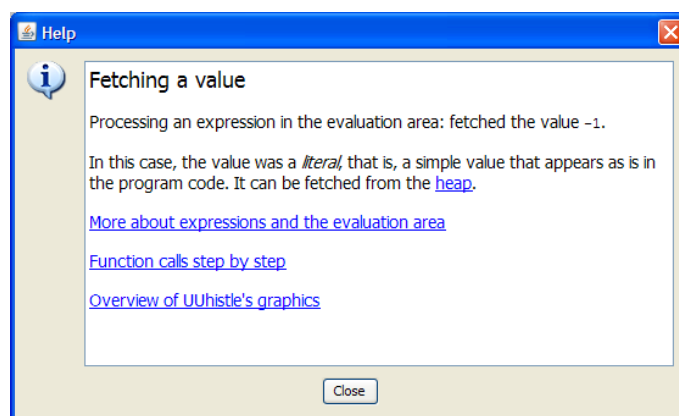 Help
Fetching a value
Processing an expression in the evaluation area: fetched the value -1.
In this case, the value was a literal, that is, a simple value that appears as is in
the program code. It can be fetched from the heap.
More about expressions and the evaluation area
Function calls step by step
Overview of UUhistle's graphics
Close